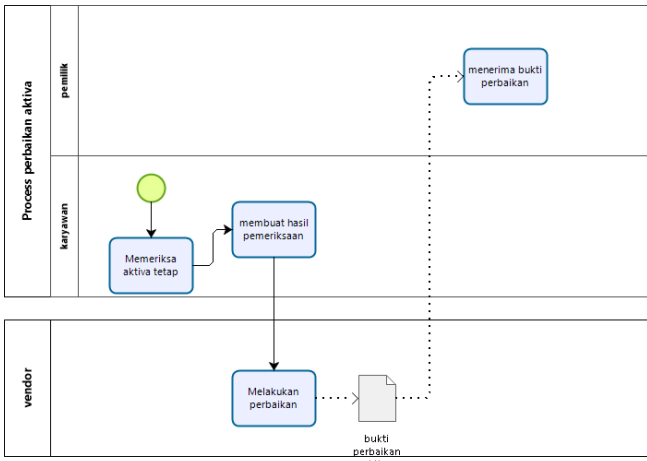 Process perbaikan aktiva
pemilik
menerima bukti
perbaikan
karyawan
membuat hasil
pemeriksaan
Memeriksa
aktiva tetap
vendor
Melakukan
perbaikan
bukti
perbaikan